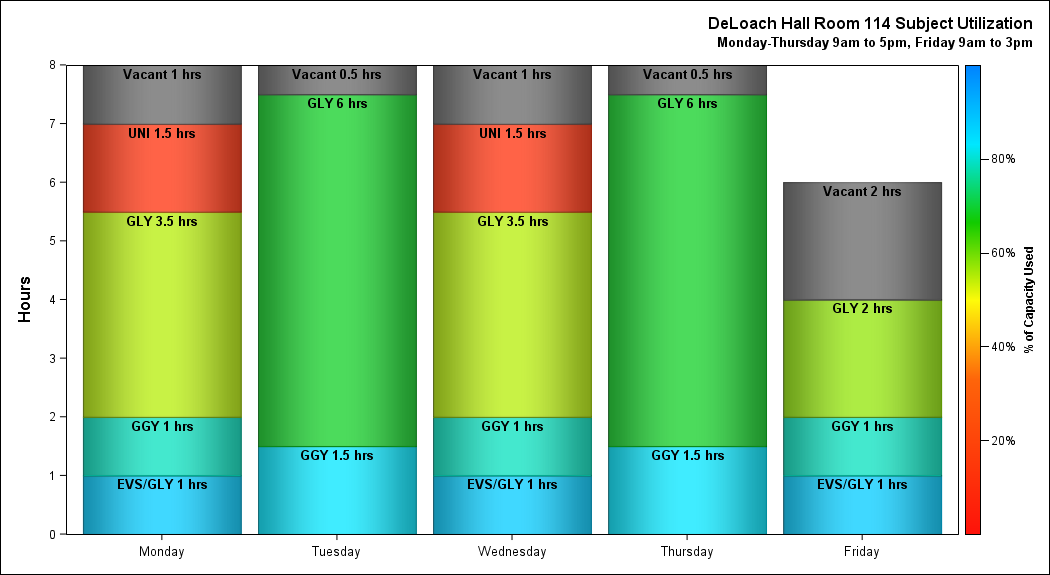 DeLoach Hall Room 114 Subject Utilization
Monday-Thursday 9am to 5pm, Friday 9am to 3pm
Hours
8
7
6
5
4
3
2
1
0
Vacant 1 hrs
UNI 1.5 hrs
GLY 3.5 hrs
GGY 1 hrs
EVS/GLY 1 hrs
Vacant 0.5 hrs
GLY 6 hrs
GGY 1.5 hrs
Vacant 1 hrs
UNI 1.5 hrs
GLY 3.5 hrs
GGY 1 hrs
EVS/GLY 1 hrs
Vacant 0.5 hrs
GLY 6 hrs
GGY 1.5 hrs
Vacant 2 hrs
GLY 2 hrs
GGY 1 hrs
EVS/GLY 1 hrs
Monday
Tuesday
Wednesday
Thursday
Friday
80%
60%
40%
20%
% of Capacity Used